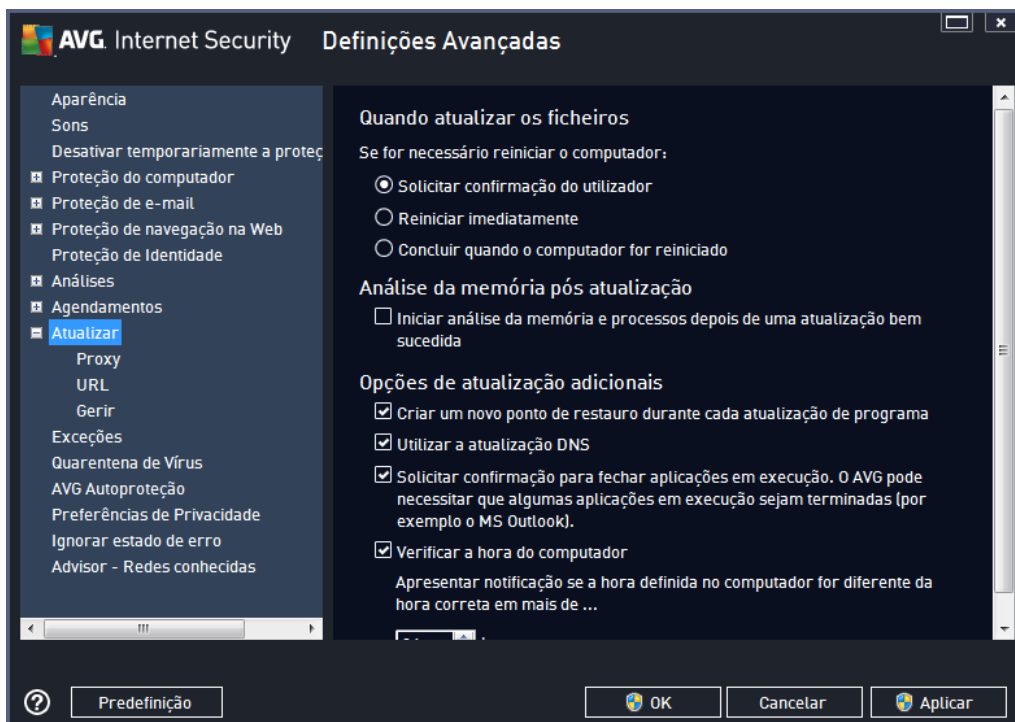 AVG. Internet Security Definições Avançadas
Aparência
Sons
Desativar temporariamente a proteç
Proteção do computador
Proteção de e-mail
Proteção de navegação na Web
Proteção de Identidade
Análises
Agendamentos
Atualizar
Proxy
URL
Gerir
Exceções
Quarentena de Vírus
AVG Autoproteção
Preferências de Privacidade
Ignorar estado de erro
Advisor - Redes conhecidas
Quando atualizar os ficheiros
Se for necessário reiniciar o computador:
Solicitar confirmação do utilizador
Reiniciar imediatamente
Concluir quando o computador for reiniciado
Análise da memória pós atualização
Iniciar análise da memória e processos depois de uma atualização bem
sucedida
Opções de atualização adicionais
Criar um novo ponto de restauro durante cada atualização de programa
Utilizar a atualização DNS
Solicitar confirmação para fechar aplicações em execução. O AVG pode
necessitar que algumas aplicações em execução sejam terminadas (por
exemplo o MS Outlook).
Verificar a hora do computador
Apresentar notificação se a hora definida no computador for diferente da
hora correta em mais de ...
Predefinição
OK
Cancelar
Aplicar